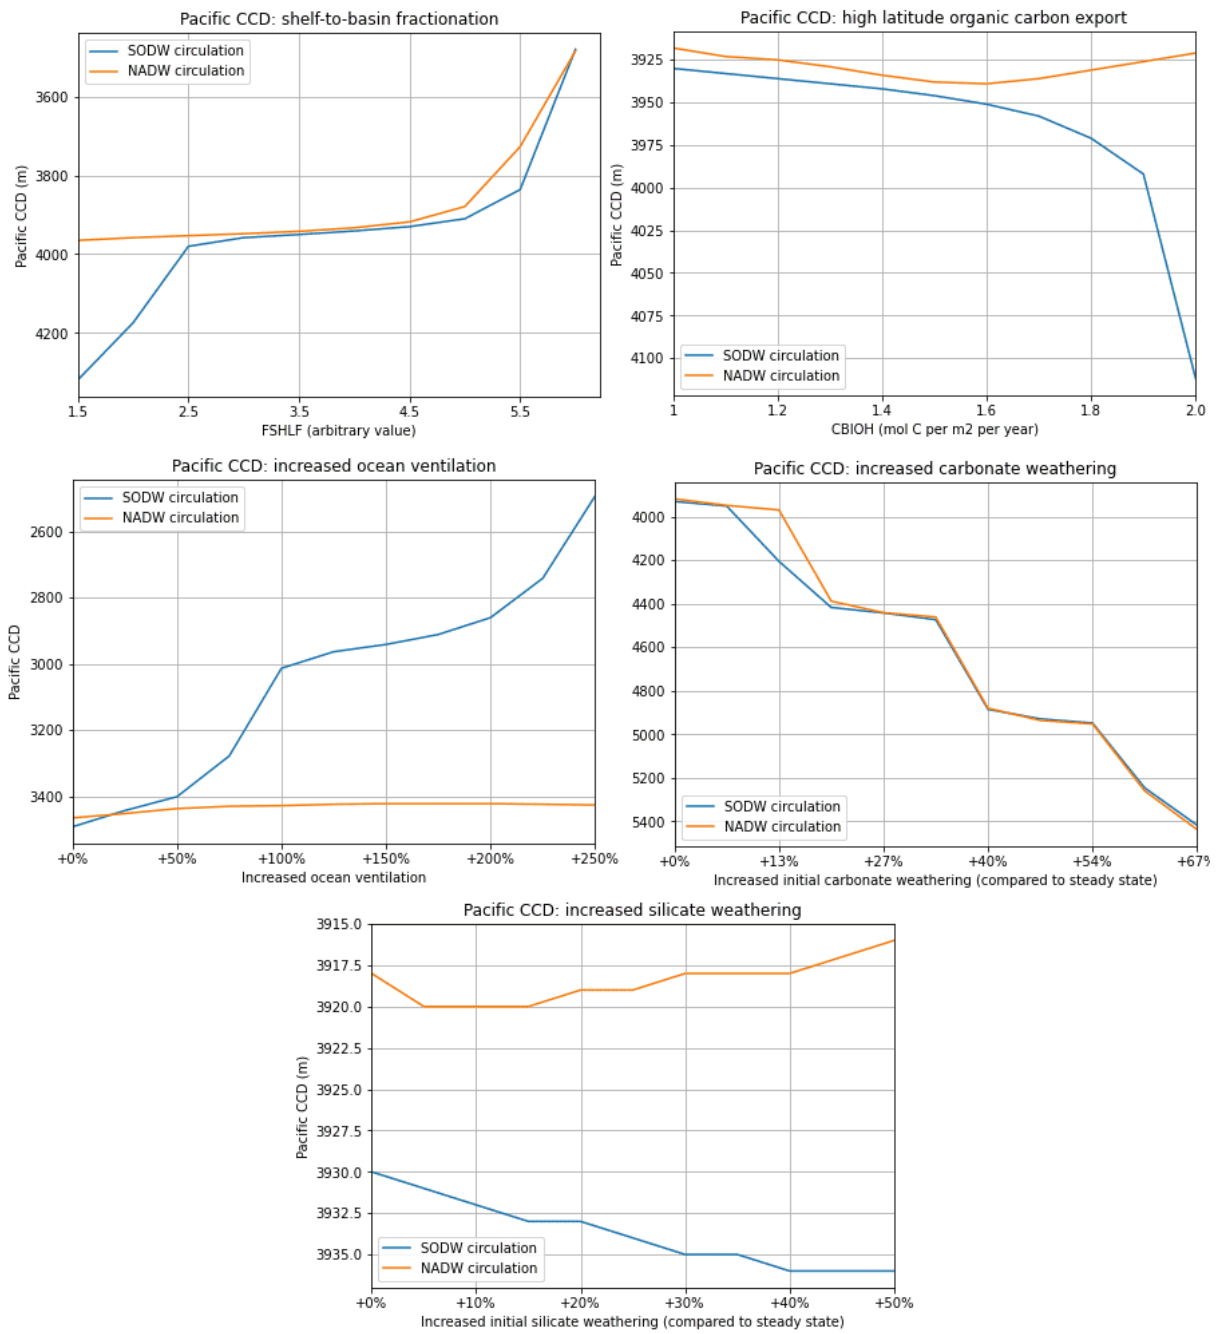 Pacific CCD: shelf-to-basin fractionation
SODW circulation
NADW circulation
3600
3800
4000
4200
Pacific CCD (m)
1.5 2.5 3.5 4.5 5.5
FSHLF (arbitrary value)
Pacific CCD: high latitude organic carbon export
3925
3950
3975
4000
4025
4050
4075
4100
Pacific CCD (m)
SODW circulation
NADW circulation
1 1.2 1.4 1.6 1.8 2.0
CBIOH (mol C per m2 per year)
Pacific CCD: increased ocean ventilation
SODW circulation
NADW circulation
2600
2800
3000
3200
3400
Pacific CCD
+0% +50% +100% +150% +200% +250%
Increased ocean ventilation
Pacific CCD: increased carbonate weathering
4000
4200
4400
4600
4800
5000
5200
5400
SODW circulation
NADW circulation
+0% +13% +27% +40% +54% +67%
Increased initial carbonate weathering (compared to steady state)
Pacific CCD: increased silicate weathering
3915.0
3917.5
3920.0
3922.5
3925.0
3927.5
3930.0
3932.5
3935.0
Pacific CCD (m)
SODW circulation
NADW circulation
+0% +10% +20% +30% +40% +50%
Increased initial silicate weathering (compared to steady state)